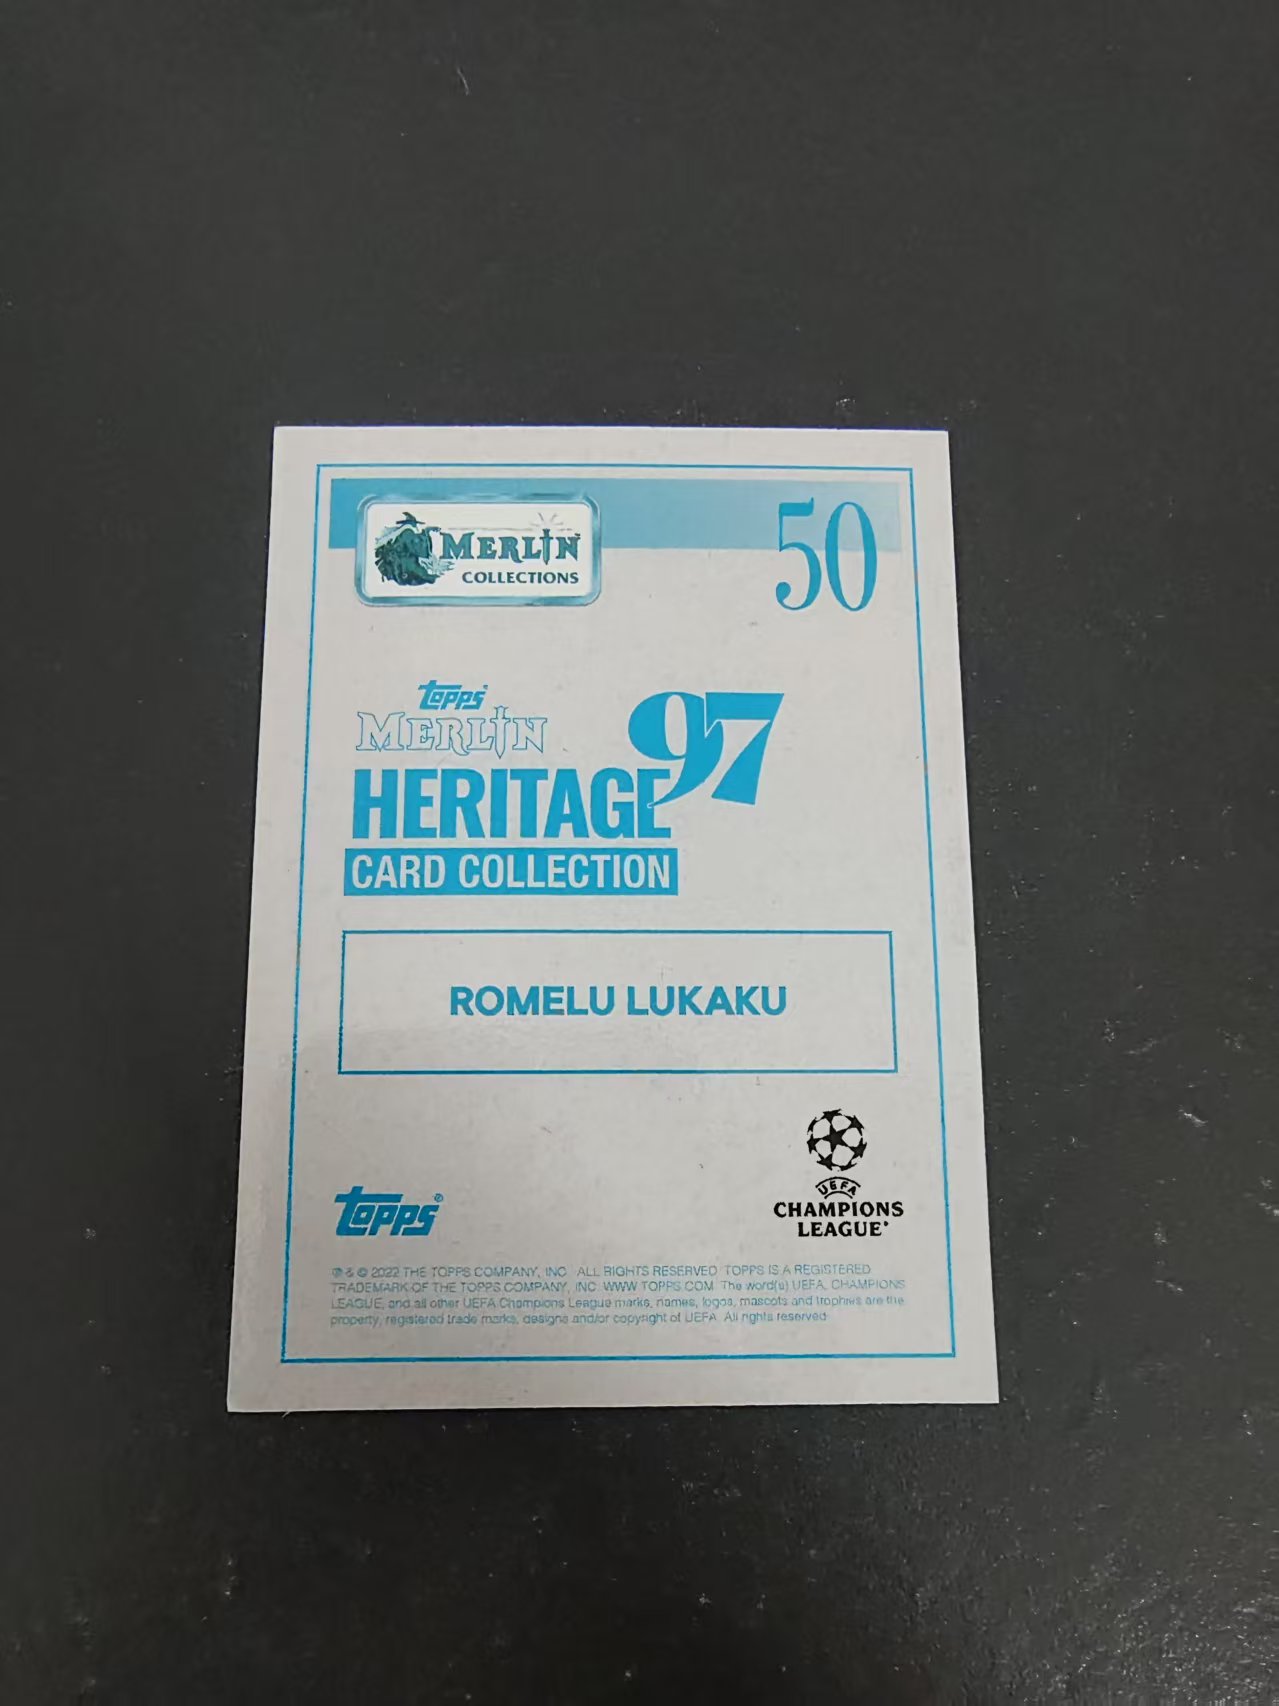 MERLIN
COLLECTIONS
50
Topps
MERLIN
HERITAGE 97
CARD COLLECTION
ROMELU LUKAKU
Topps®
UEFA
CHAMPIONS
LEAGUE®
® & © 2022 THE TOPPS COMPANY, INC. ALL RIGHTS RESERVED. TOPPS IS A REGISTERED
TRADEMARK OF THE TOPPS COMPANY, INC. WWW.TOPPS.COM. The word(s) UEFA, CHAMPIONS
LEAGUE, and all other UEFA Champions League marks, names, logos, mascots and trophies are the
property, registered trade marks, designs and/or copyright of UEFA. All rights reserved.